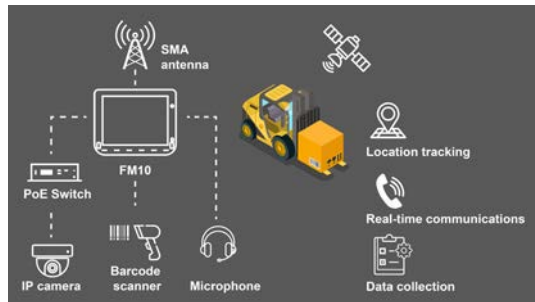 SMA
antenna
FM10
PoE Switch
IP camera
Barcode
scanner
Microphone
Location tracking
Real-time communications
Data collection